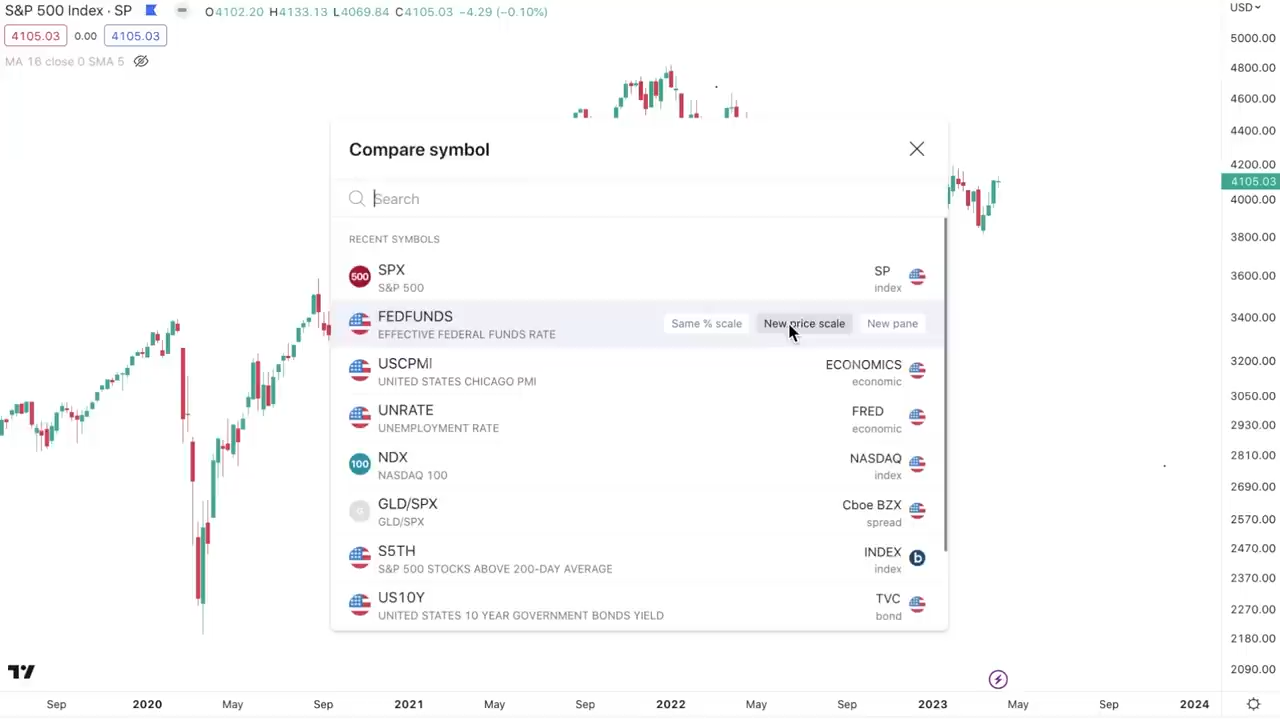 S&P 500 Index · SP O4102.20 H4133.13 L4069.84 C4105.03 −4.29 (−0.10%)
4105.03 0.00 4105.03
MA 16 close 0 SMA 5
USD
5000.00
4800.00
4600.00
4400.00
4200.00
4105.03
4000.00
3800.00
3600.00
3400.00
3200.00
3050.00
2930.00
2810.00
2690.00
2570.00
2470.00
2370.00
2270.00
2180.00
2090.00
Compare symbol
Search
RECENT SYMBOLS
500
SPX SP
S&P 500 index
FEDFUNDS
EFFECTIVE FEDERAL FUNDS RATE
Same % scale New price scale New pane
USCPMI ECONOMICS
UNITED STATES CHICAGO PMI economic
UNRATE FRED
UNEMPLOYMENT RATE economic
100
NDX NASDAQ
NASDAQ 100 index
G
GLD/SPX Cboe BZX
GLD/SPX spread
S5TH INDEX
S&P 500 STOCKS ABOVE 200-DAY AVERAGE index
b
US10Y TVC
UNITED STATES 10 YEAR GOVERNMENT BONDS YIELD bond
Sep 2020 May Sep 2021 May Sep 2022 May Sep 2023 May Sep 2024